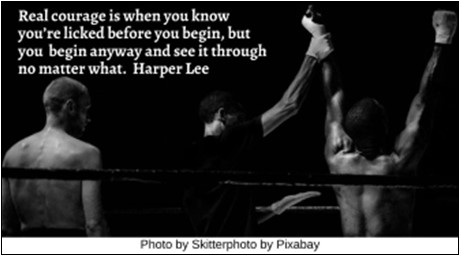 Real courage is when you know
you're licked before you begin, but
you begin anyway and see it through
no matter what. Harper Lee
Photo by Skitterphoto by Pixabay